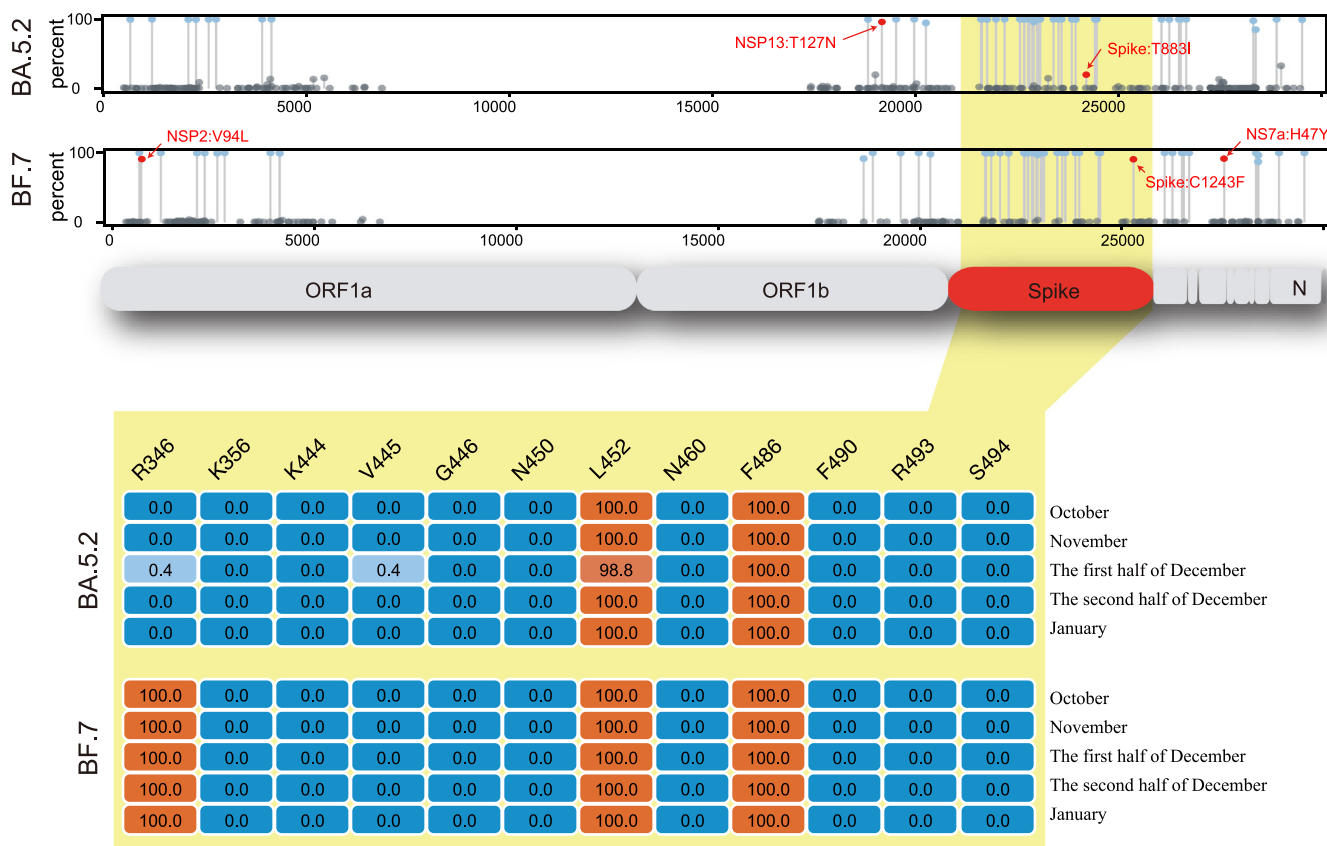 BA.5.2
percent
100
0
NSP13:T127N
Spike:T883I
0 5000 10000 15000 20000 25000
BF.7
percent
100
0
NSP2:V94L
NS7a:H47Y
Spike:C1243F
0 5000 10000 15000 20000 25000
ORF1a ORF1b Spike N
R346 K356 K444 V445 G446 N450 L452 N460 F486 F490 R493 S494
BA.5.2
0.0 0.0 0.0 0.0 0.0 0.0 100.0 0.0 100.0 0.0 0.0 0.0 October
0.0 0.0 0.0 0.0 0.0 0.0 100.0 0.0 100.0 0.0 0.0 0.0 November
0.4 0.0 0.0 0.4 0.0 0.0 98.8 0.0 100.0 0.0 0.0 0.0 The first half of December
0.0 0.0 0.0 0.0 0.0 0.0 100.0 0.0 100.0 0.0 0.0 0.0 The second half of December
0.0 0.0 0.0 0.0 0.0 0.0 100.0 0.0 100.0 0.0 0.0 0.0 January
BF.7
100.0 0.0 0.0 0.0 0.0 0.0 100.0 0.0 100.0 0.0 0.0 0.0 October
100.0 0.0 0.0 0.0 0.0 0.0 100.0 0.0 100.0 0.0 0.0 0.0 November
100.0 0.0 0.0 0.0 0.0 0.0 100.0 0.0 100.0 0.0 0.0 0.0 The first half of December
100.0 0.0 0.0 0.0 0.0 0.0 100.0 0.0 100.0 0.0 0.0 0.0 The second half of December
100.0 0.0 0.0 0.0 0.0 0.0 100.0 0.0 100.0 0.0 0.0 0.0 January